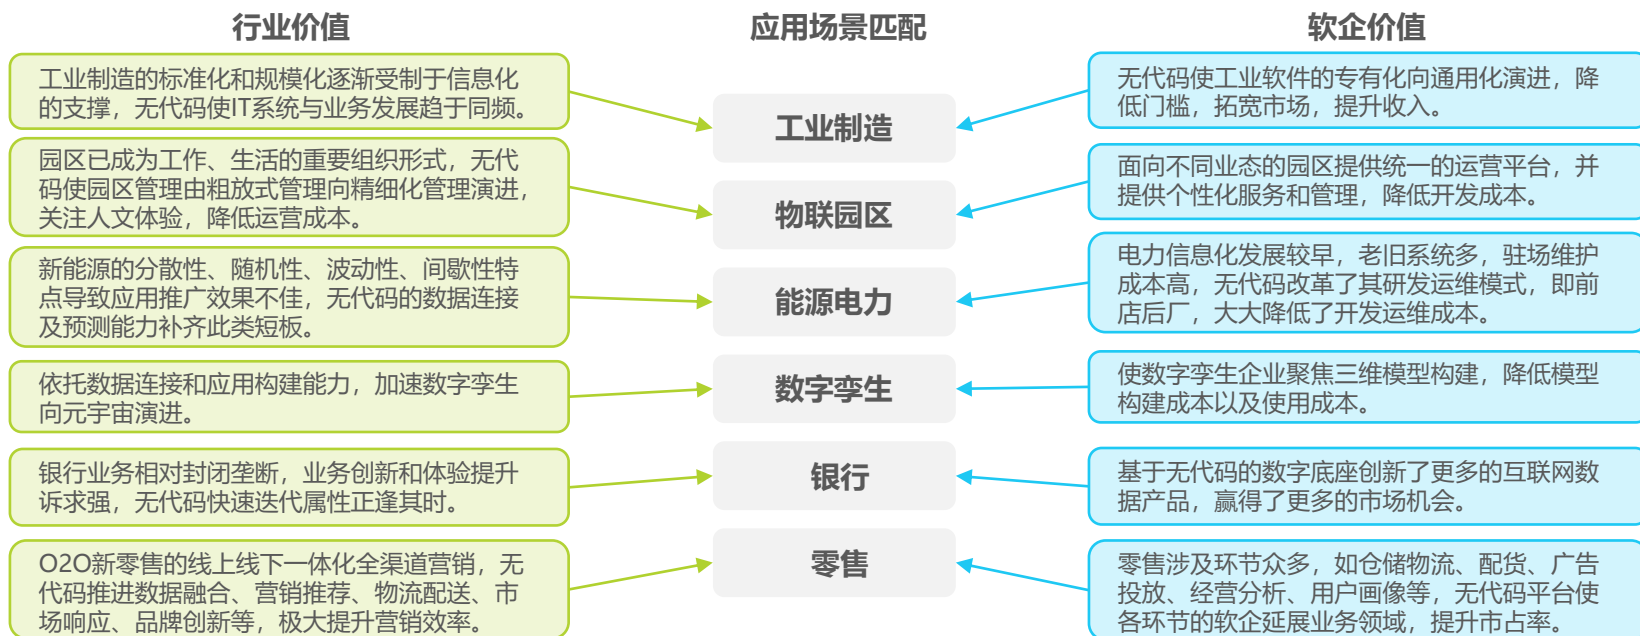 行业价值
应用场景匹配
软企价值
工业制造的标准化和规模化逐渐受制于信息化
的支撑，无代码使IT系统与业务发展趋于同频。
工业制造
无代码使工业软件的专有化向通用化演进，降
低门槛，拓宽市场，提升收入。
园区已成为工作、生活的重要组织形式，无代
码使园区管理由粗放式管理向精细化管理演进，
关注人文体验，降低运营成本。
物联园区
面向不同业态的园区提供统一的运营平台，并
提供个性化服务和管理，降低开发成本。
新能源的分散性、随机性、波动性、间歇性特
点导致应用推广效果不佳，无代码的数据连接
及预测能力补齐此类短板。
能源电力
电力信息化发展较早，老旧系统多，驻场维护
成本高，无代码改革了其研发运维模式，即前
店后厂，大大降低了开发运维成本。
依托数据连接和应用构建能力，加速数字孪生
向元宇宙演进。
数字孪生
使数字孪生企业聚焦三维模型构建，降低模型
构建成本以及使用成本。
银行业务相对封闭垄断，业务创新和体验提升
诉求强，无代码快速迭代属性正逢其时。
银行
基于无代码的数字底座创新了更多的互联网数
据产品，赢得了更多的市场机会。
O2O新零售的线上线下一体化全渠道营销，无
代码推进数据融合、营销推荐、物流配送、市
场响应、品牌创新等，极大提升营销效率。
零售
零售涉及环节众多，如仓储物流、配货、广告
投放、经营分析、用户画像等，无代码平台使
各环节的软企延展业务领域，提升市占率。